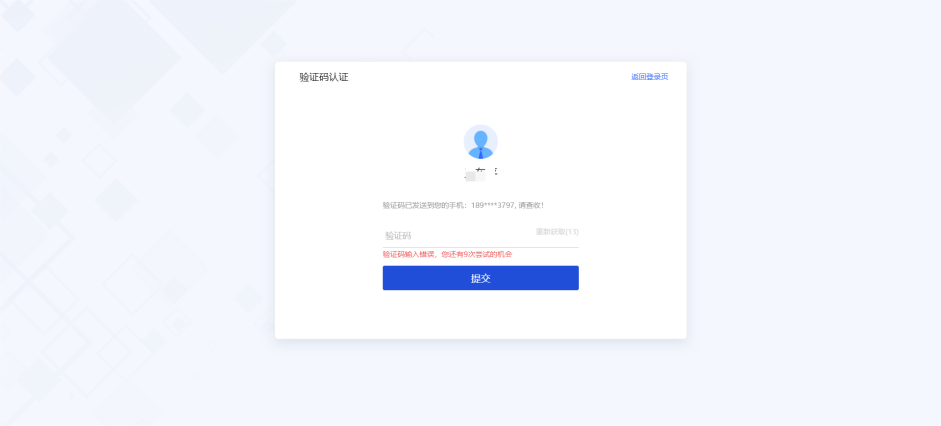 验证码认证
返回登录页
验证码已发送到您的手机：189****3797, 请查收！
验证码
重新获取(13)
验证码输入错误，您还有9次尝试的机会
提交